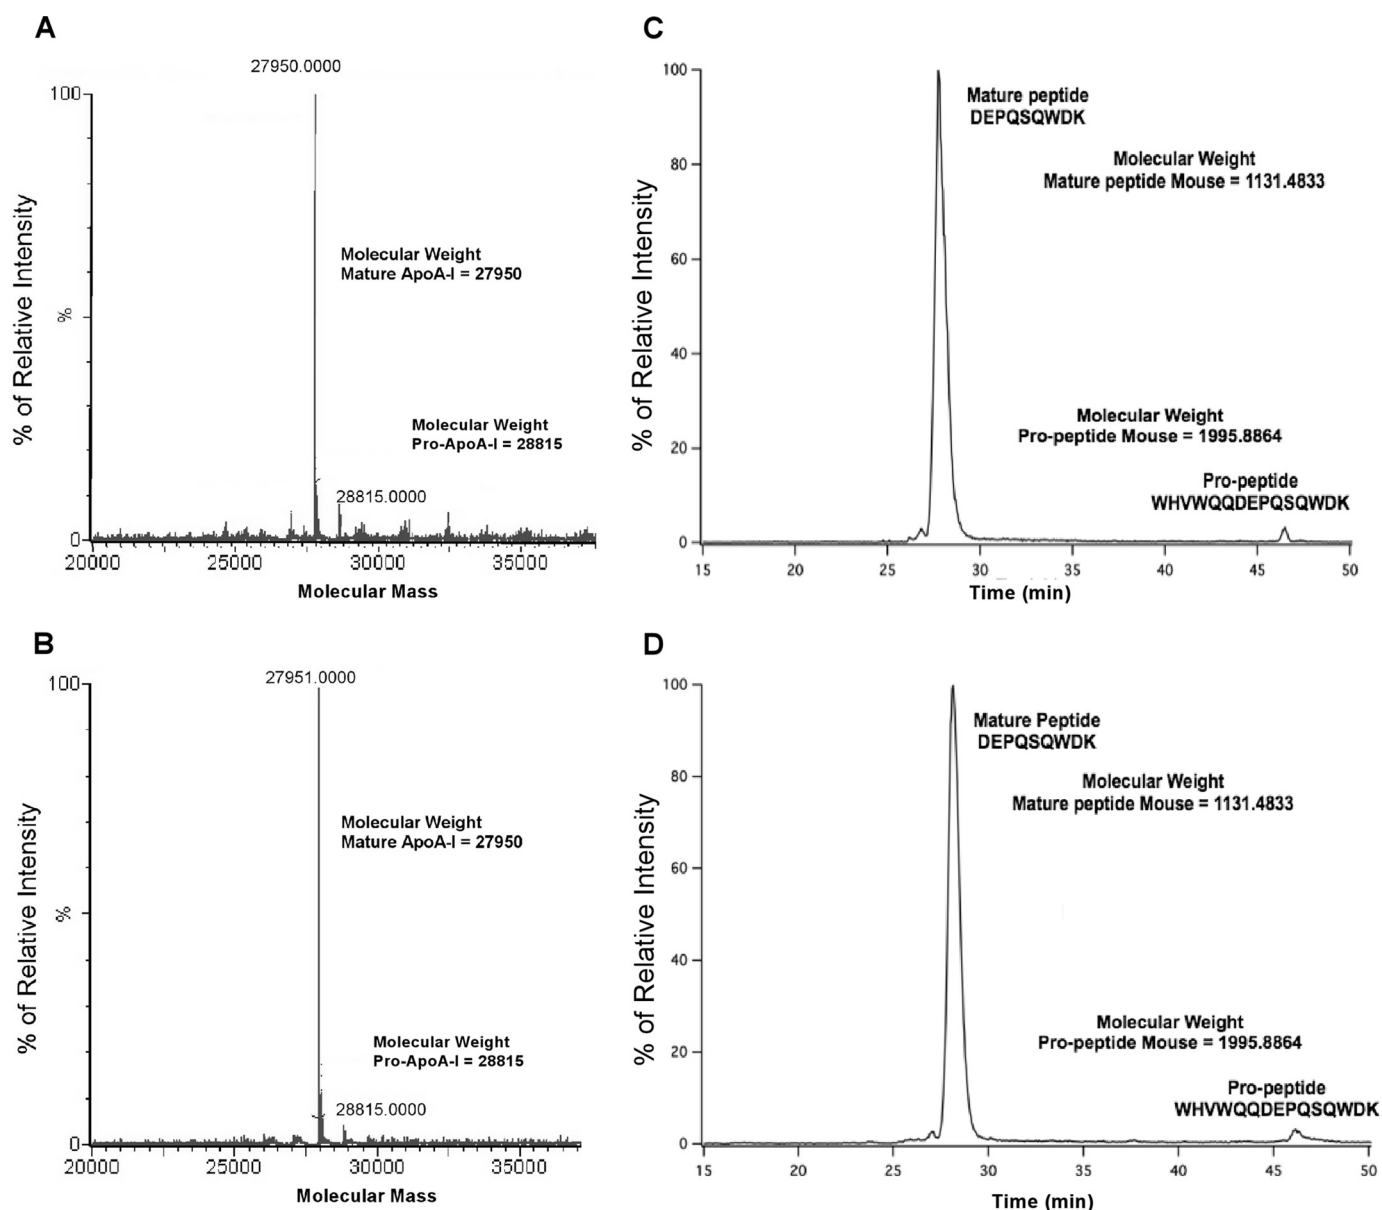 A
27950.0000
100
%
0
% of Relative Intensity
Molecular Weight
Mature ApoA-I = 27950
Molecular Weight
Pro-ApoA-I = 28815
28815.0000
20000 25000 30000 35000
Molecular Mass
C
100
80
60
40
20
0
% of Relative Intensity
Mature peptide
DEPQSQWDK
Molecular Weight
Mature peptide Mouse = 1131.4833
Molecular Weight
Pro-peptide Mouse = 1995.8864
Pro-peptide
WHVWQQDEPQSQWDK
15 20 25 30 35 40 45 50
Time (min)
B
27951.0000
100
%
0
% of Relative Intensity
Molecular Weight
Mature ApoA-I = 27950
Molecular Weight
Pro-ApoA-I = 28815
28815.0000
20000 25000 30000 35000
Molecular Mass
D
100
80
60
40
20
0
% of Relative Intensity
Mature Peptide
DEPQSQWDK
Molecular Weight
Mature peptide Mouse = 1131.4833
Molecular Weight
Pro-peptide Mouse = 1995.8864
Pro-peptide
WHVWQQDEPQSQWDK
15 20 25 30 35 40 45 50
Time (min)